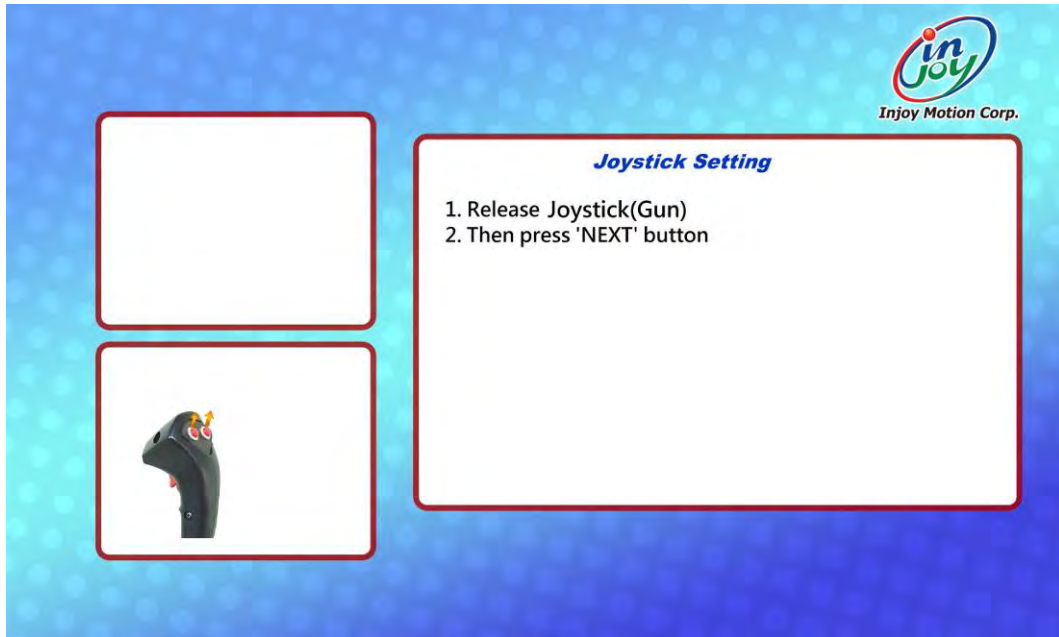 in
joy
Injoy Motion Corp.
Joystick Setting
1. Release Joystick(Gun)
2. Then press 'NEXT' button